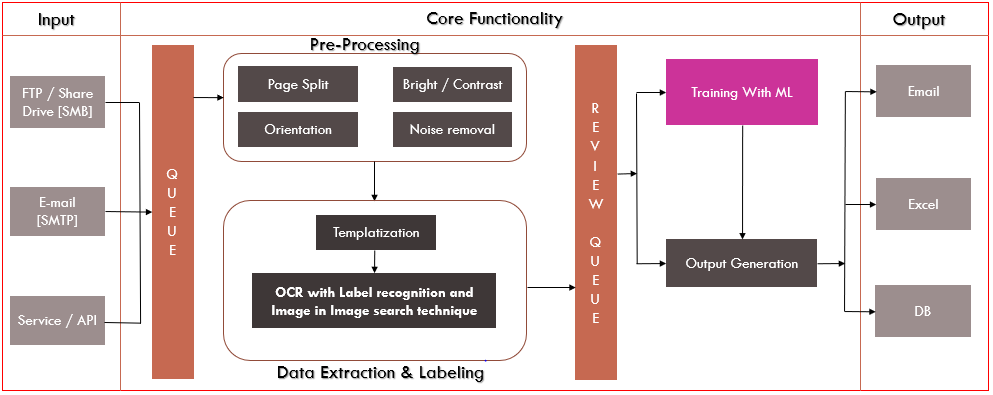 Input
Core Functionality
Output
FTP / Share
Drive [SMB]
E-mail
[SMTP]
Service / API
QUEUE
Pre-Processing
Page Split
Bright / Contrast
Orientation
Noise removal
Templatization
OCR with Label recognition and
Image in Image search technique
Data Extraction & Labeling
REVIEW QUEUE
Training With ML
Output Generation
Email
Excel
DB